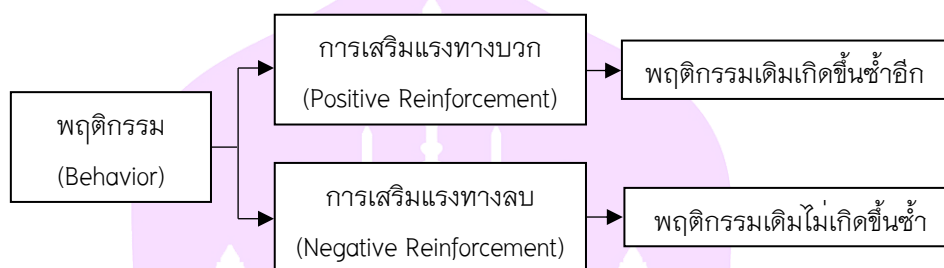 พฤติกรรม
(Behavior)
การเสริมแรงทางบวก
(Positive Reinforcement)
พฤติกรรมเดิมเกิดขึ้นซ้ำอีก
การเสริมแรงทางลบ
(Negative Reinforcement)
พฤติกรรมเดิมไม่เกิดขึ้นซ้ำ